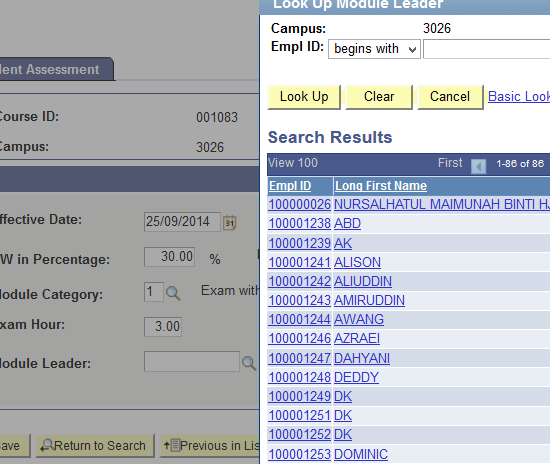 Look Up Module Leader
Campus: 3026
Empl ID: begins with
Look Up Clear Cancel Basic Look
Search Results
View 100 First 1-86 of 86
Empl ID Long First Name
100000026 NURSALHATUL MAIMUNAH BINTI HJ
100001238 ABD
100001239 AK
100001241 ALISON
100001242 ALIUDDIN
100001243 AMIRUDDIN
100001244 AWANG
100001246 AZRAEI
100001247 DAHYANI
100001248 DEDDY
100001249 DK
100001251 DK
100001252 DK
100001253 DOMINIC
ent Assessment
Course ID: 001083
Campus: 3026
ffective Date: 25/09/2014
W in Percentage: 30.00 %
Module Category: 1 Exam with
xam Hour: 3.00
Module Leader:
ave Return to Search Previous in Lis